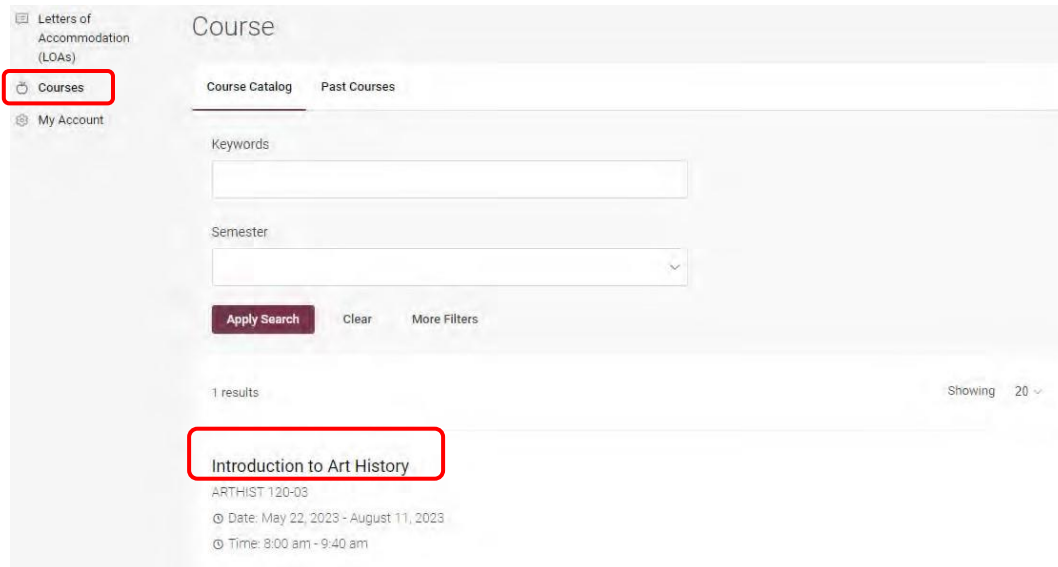 Letters of
Accommodation
(LOAs)
Courses
My Account
Course
Course Catalog Past Courses
Keywords
Semester
Apply Search Clear More Filters
1 results Showing 20
Introduction to Art History
ARTHIST 120-03
Date: May 22, 2023 - August 11, 2023
Time: 8:00 am - 9:40 am